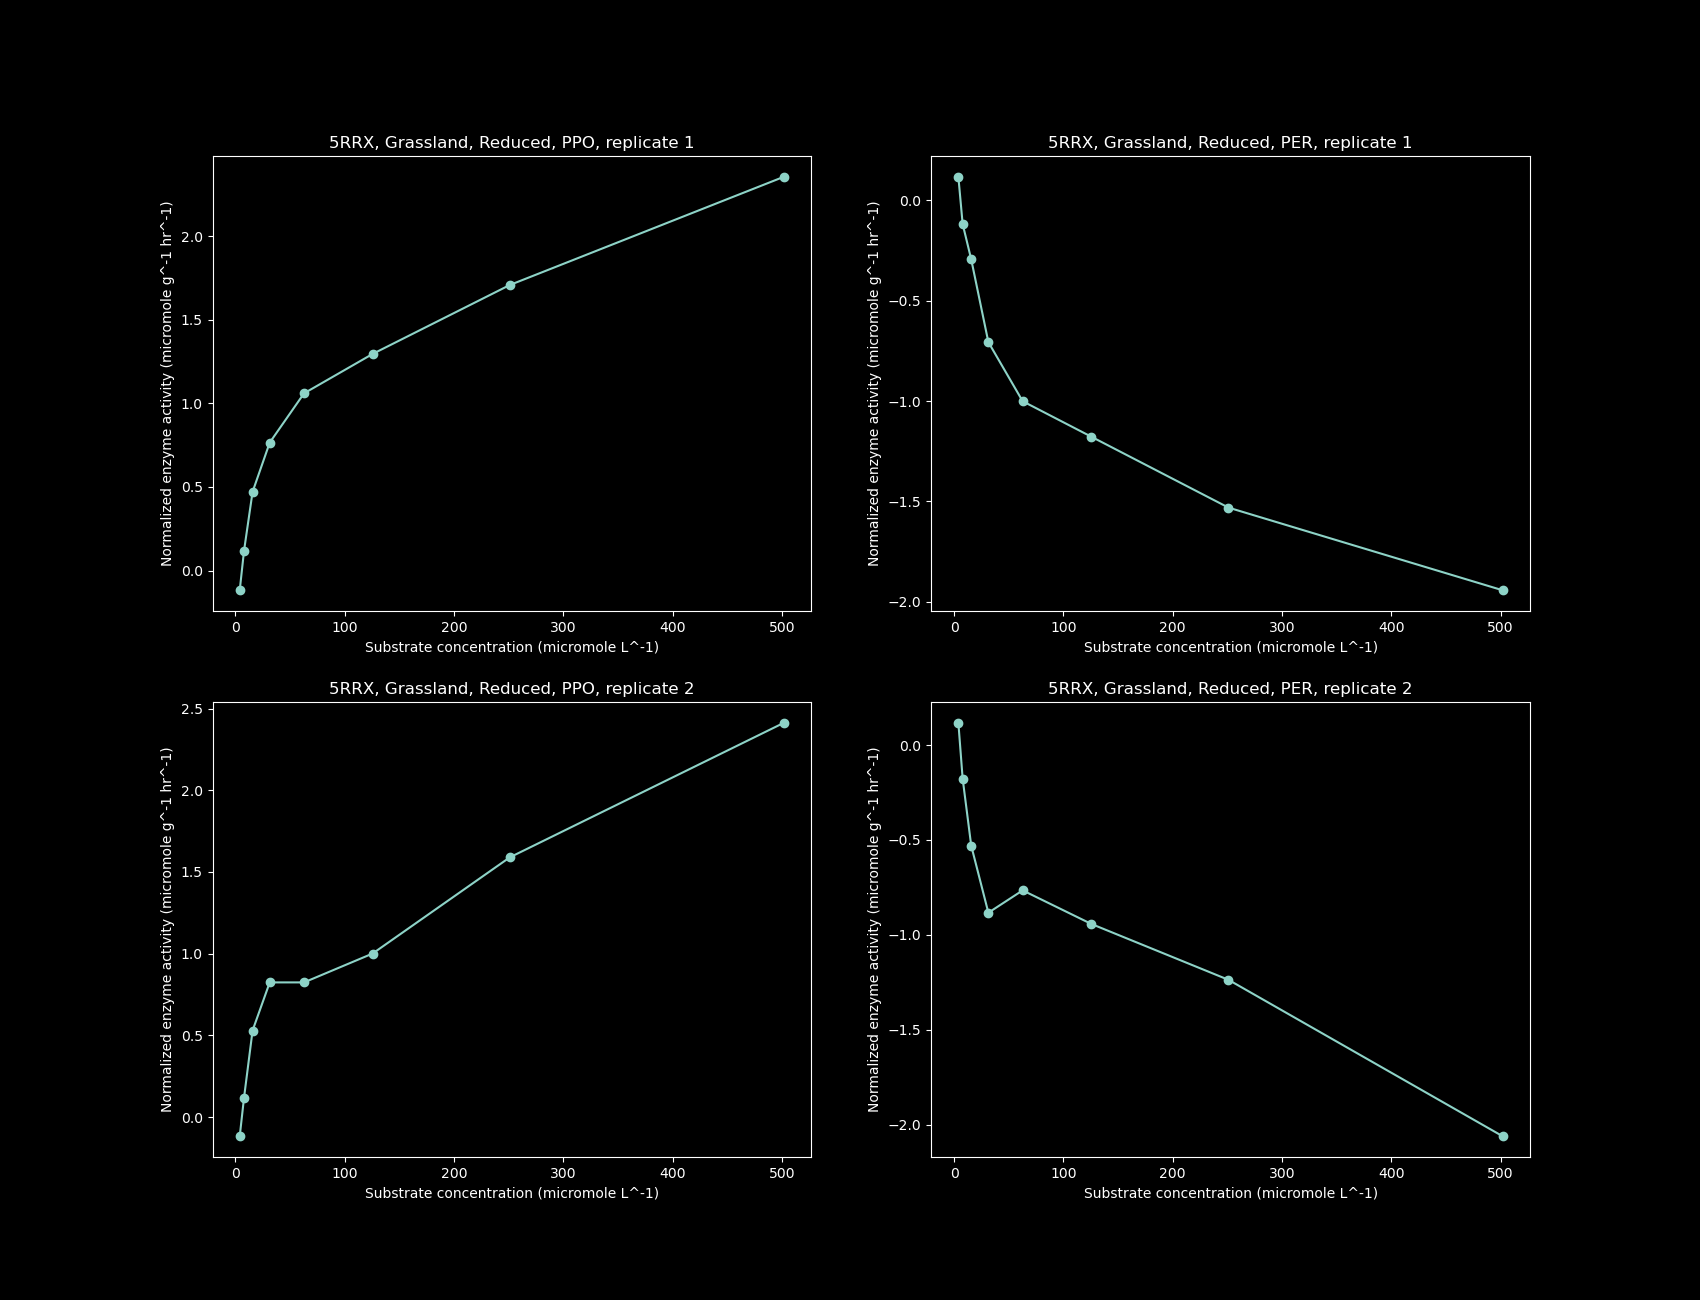 5RRX, Grassland, Reduced, PPO, replicate 1
Normalized enzyme activity (micromole g^-1 hr^-1)
2.0
1.5
1.0
0.5
0.0
0 100 200 300 400 500
Substrate concentration (micromole L^-1)
5RRX, Grassland, Reduced, PER, replicate 1
Normalized enzyme activity (micromole g^-1 hr^-1)
0.0
−0.5
−1.0
−1.5
−2.0
0 100 200 300 400 500
Substrate concentration (micromole L^-1)
5RRX, Grassland, Reduced, PPO, replicate 2
Normalized enzyme activity (micromole g^-1 hr^-1)
2.5
2.0
1.5
1.0
0.5
0.0
0 100 200 300 400 500
Substrate concentration (micromole L^-1)
5RRX, Grassland, Reduced, PER, replicate 2
Normalized enzyme activity (micromole g^-1 hr^-1)
0.0
−0.5
−1.0
−1.5
−2.0
0 100 200 300 400 500
Substrate concentration (micromole L^-1)